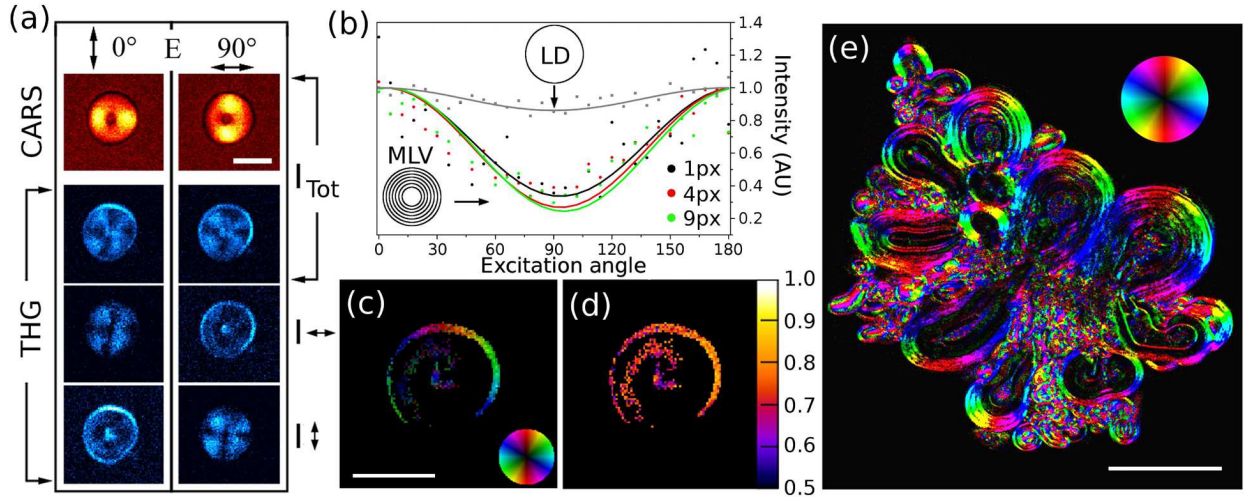 (a)
0° E 90°
CARS
THG
I Tot
I
I
(b)
LD
MLV
1px
4px
9px
1.4
1.2
1.0
0.8
0.6
0.4
0.2
Intensity (AU)
0 30 60 90 120 150 180
Excitation angle
(c)
(d)
1.0
0.9
0.8
0.7
0.6
0.5
(e)